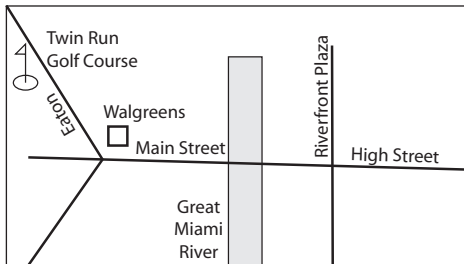 Twin Run
Golf Course
Eaton
Walgreens
Main Street
Riverfront Plaza
High Street
Great
Miami
River